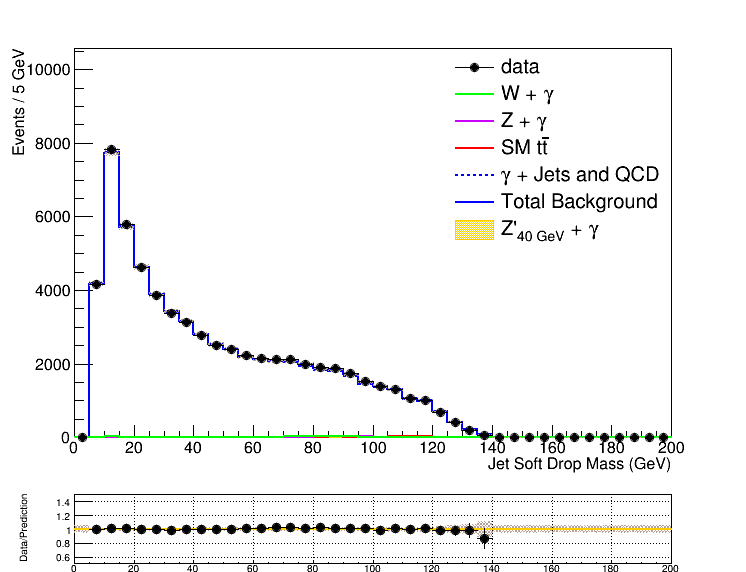 Events / 5 GeV
10000
8000
6000
4000
2000
0
data
W + γ
Z + γ
SM tt̄
γ + Jets and QCD
Total Background
Z'40 GeV + γ
0 20 40 60 80 100 120 140 160 180 200
Jet Soft Drop Mass (GeV)
Data/Prediction
1.4
1.2
1
0.8
0.6
0 20 40 60 80 100 120 140 160 180 200